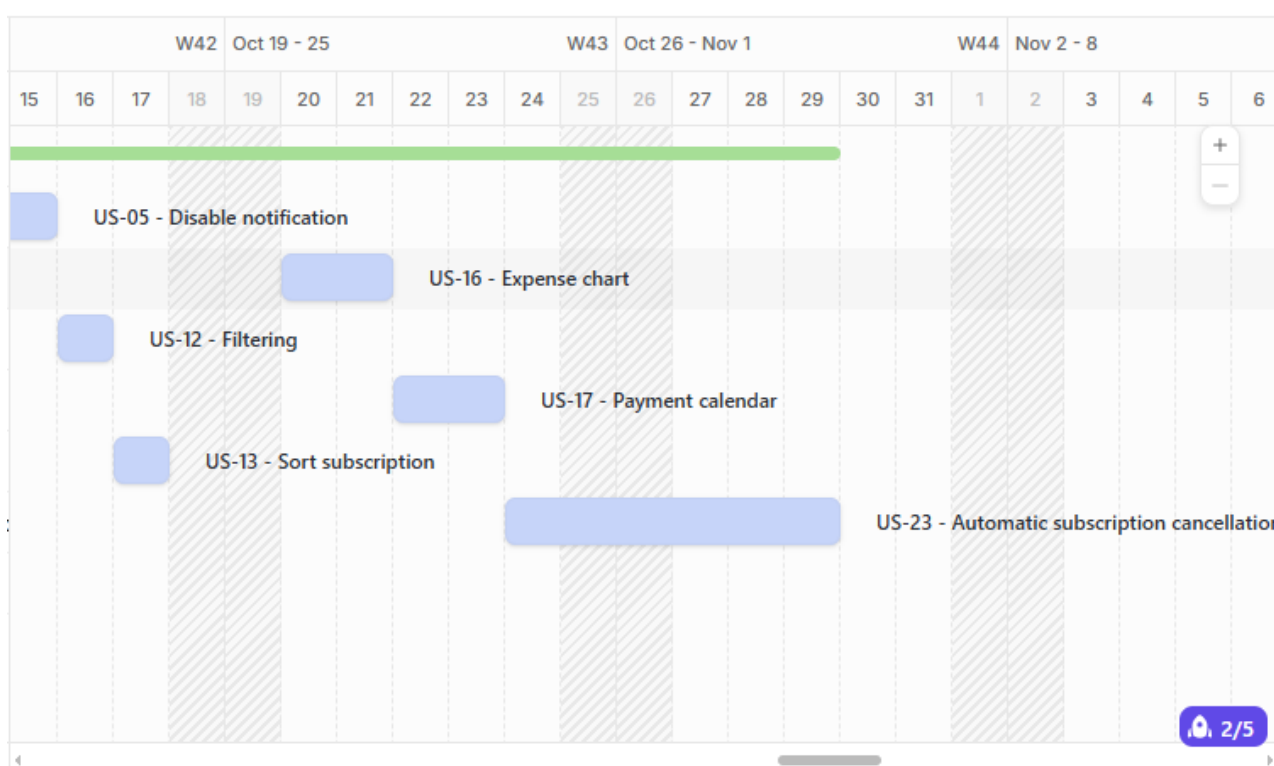 W42 Oct 19 - 25 W43 Oct 26 - Nov 1 W44 Nov 2 - 8
15 16 17 18 19 20 21 22 23 24 25 26 27 28 29 30 31 1 2 3 4 5 6
+
−
US-05 - Disable notification
US-16 - Expense chart
US-12 - Filtering
US-17 - Payment calendar
US-13 - Sort subscription
US-23 - Automatic subscription cancellation
2/5